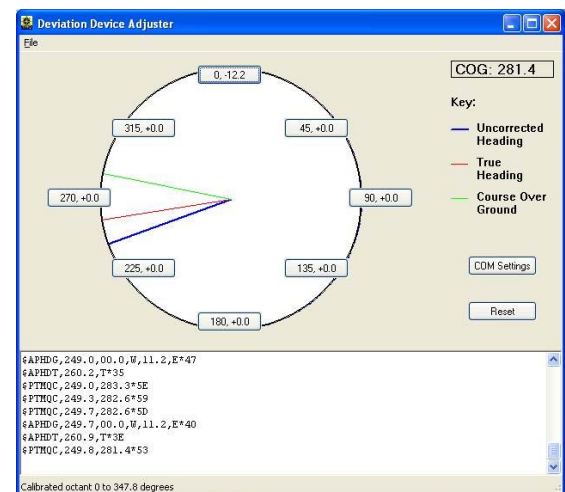 Deviation Device Adjuster
File
0, -12.2
COG: 281.4
Key:
315, +0.0
45, +0.0
Uncorrected
Heading
True
Heading
270, +0.0
90, +0.0
Course Over
Ground
225, +0.0
135, +0.0
COM Settings
Reset
180, +0.0
$APHDG,249.0,00.0,W,11.2,E*47
$APHDT,260.2,T*35
$PTMQC,249.0,283.3*5E
$PTMQC,249.3,282.6*59
$PTMQC,249.7,282.6*5D
$APHDG,249.7,00.0,W,11.2,E*40
$APHDT,260.9,T*3E
$PTMQC,249.8,281.4*53
Calibrated octant 0 to 347.8 degrees